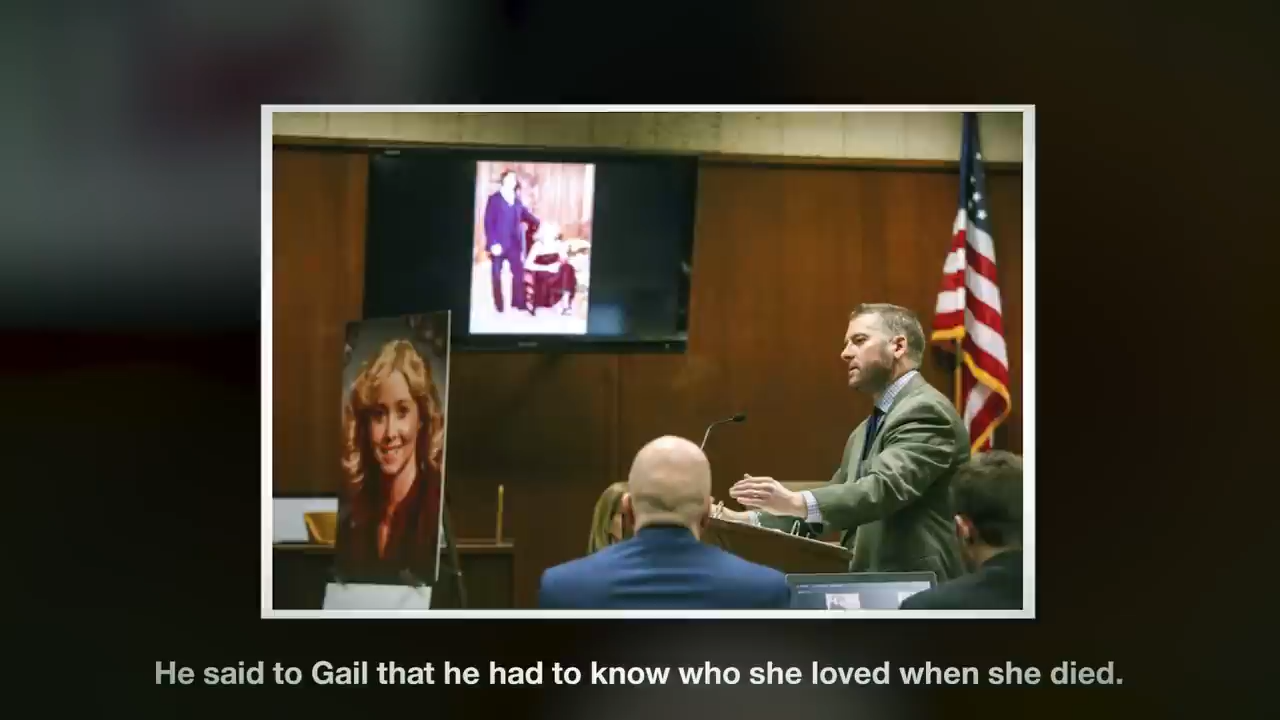 He said to Gail that he had to know who she loved when she died.